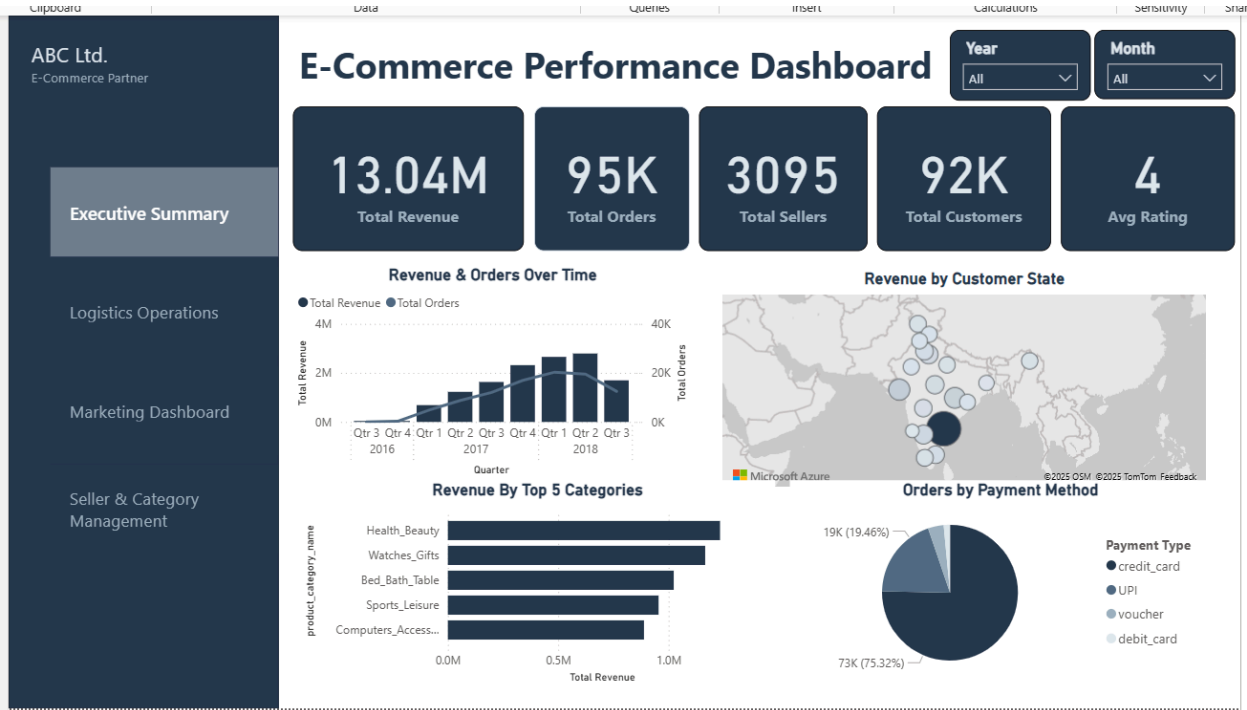 Clipboard
Data
Queries
Insert
Calculations
Sensitivity
ABC Ltd.
E-Commerce Partner
Executive Summary
Logistics Operations
Marketing Dashboard
Seller & Category
Management
E-Commerce Performance Dashboard
Year
All
Month
All
13.04M
Total Revenue
95K
Total Orders
3095
Total Sellers
92K
Total Customers
4
Avg Rating
Revenue & Orders Over Time
Total Revenue Total Orders
Total Revenue
4M
2M
0M
40K
20K
0K
Total Orders
Qtr 3 Qtr 4 Qtr 1 Qtr 2 Qtr 3 Qtr 4 Qtr 1 Qtr 2 Qtr 3
2016 2017 2018
Quarter
Revenue by Customer State
Microsoft Azure
©2025 OSM ©2025 TomTom Feedback
Revenue By Top 5 Categories
product_category_name
Health_Beauty
Watches_Gifts
Bed_Bath_Table
Sports_Leisure
Computers_Access...
0.0M 0.5M 1.0M
Total Revenue
Orders by Payment Method
19K (19.46%)
73K (75.32%)
Payment Type
credit_card
UPI
voucher
debit_card